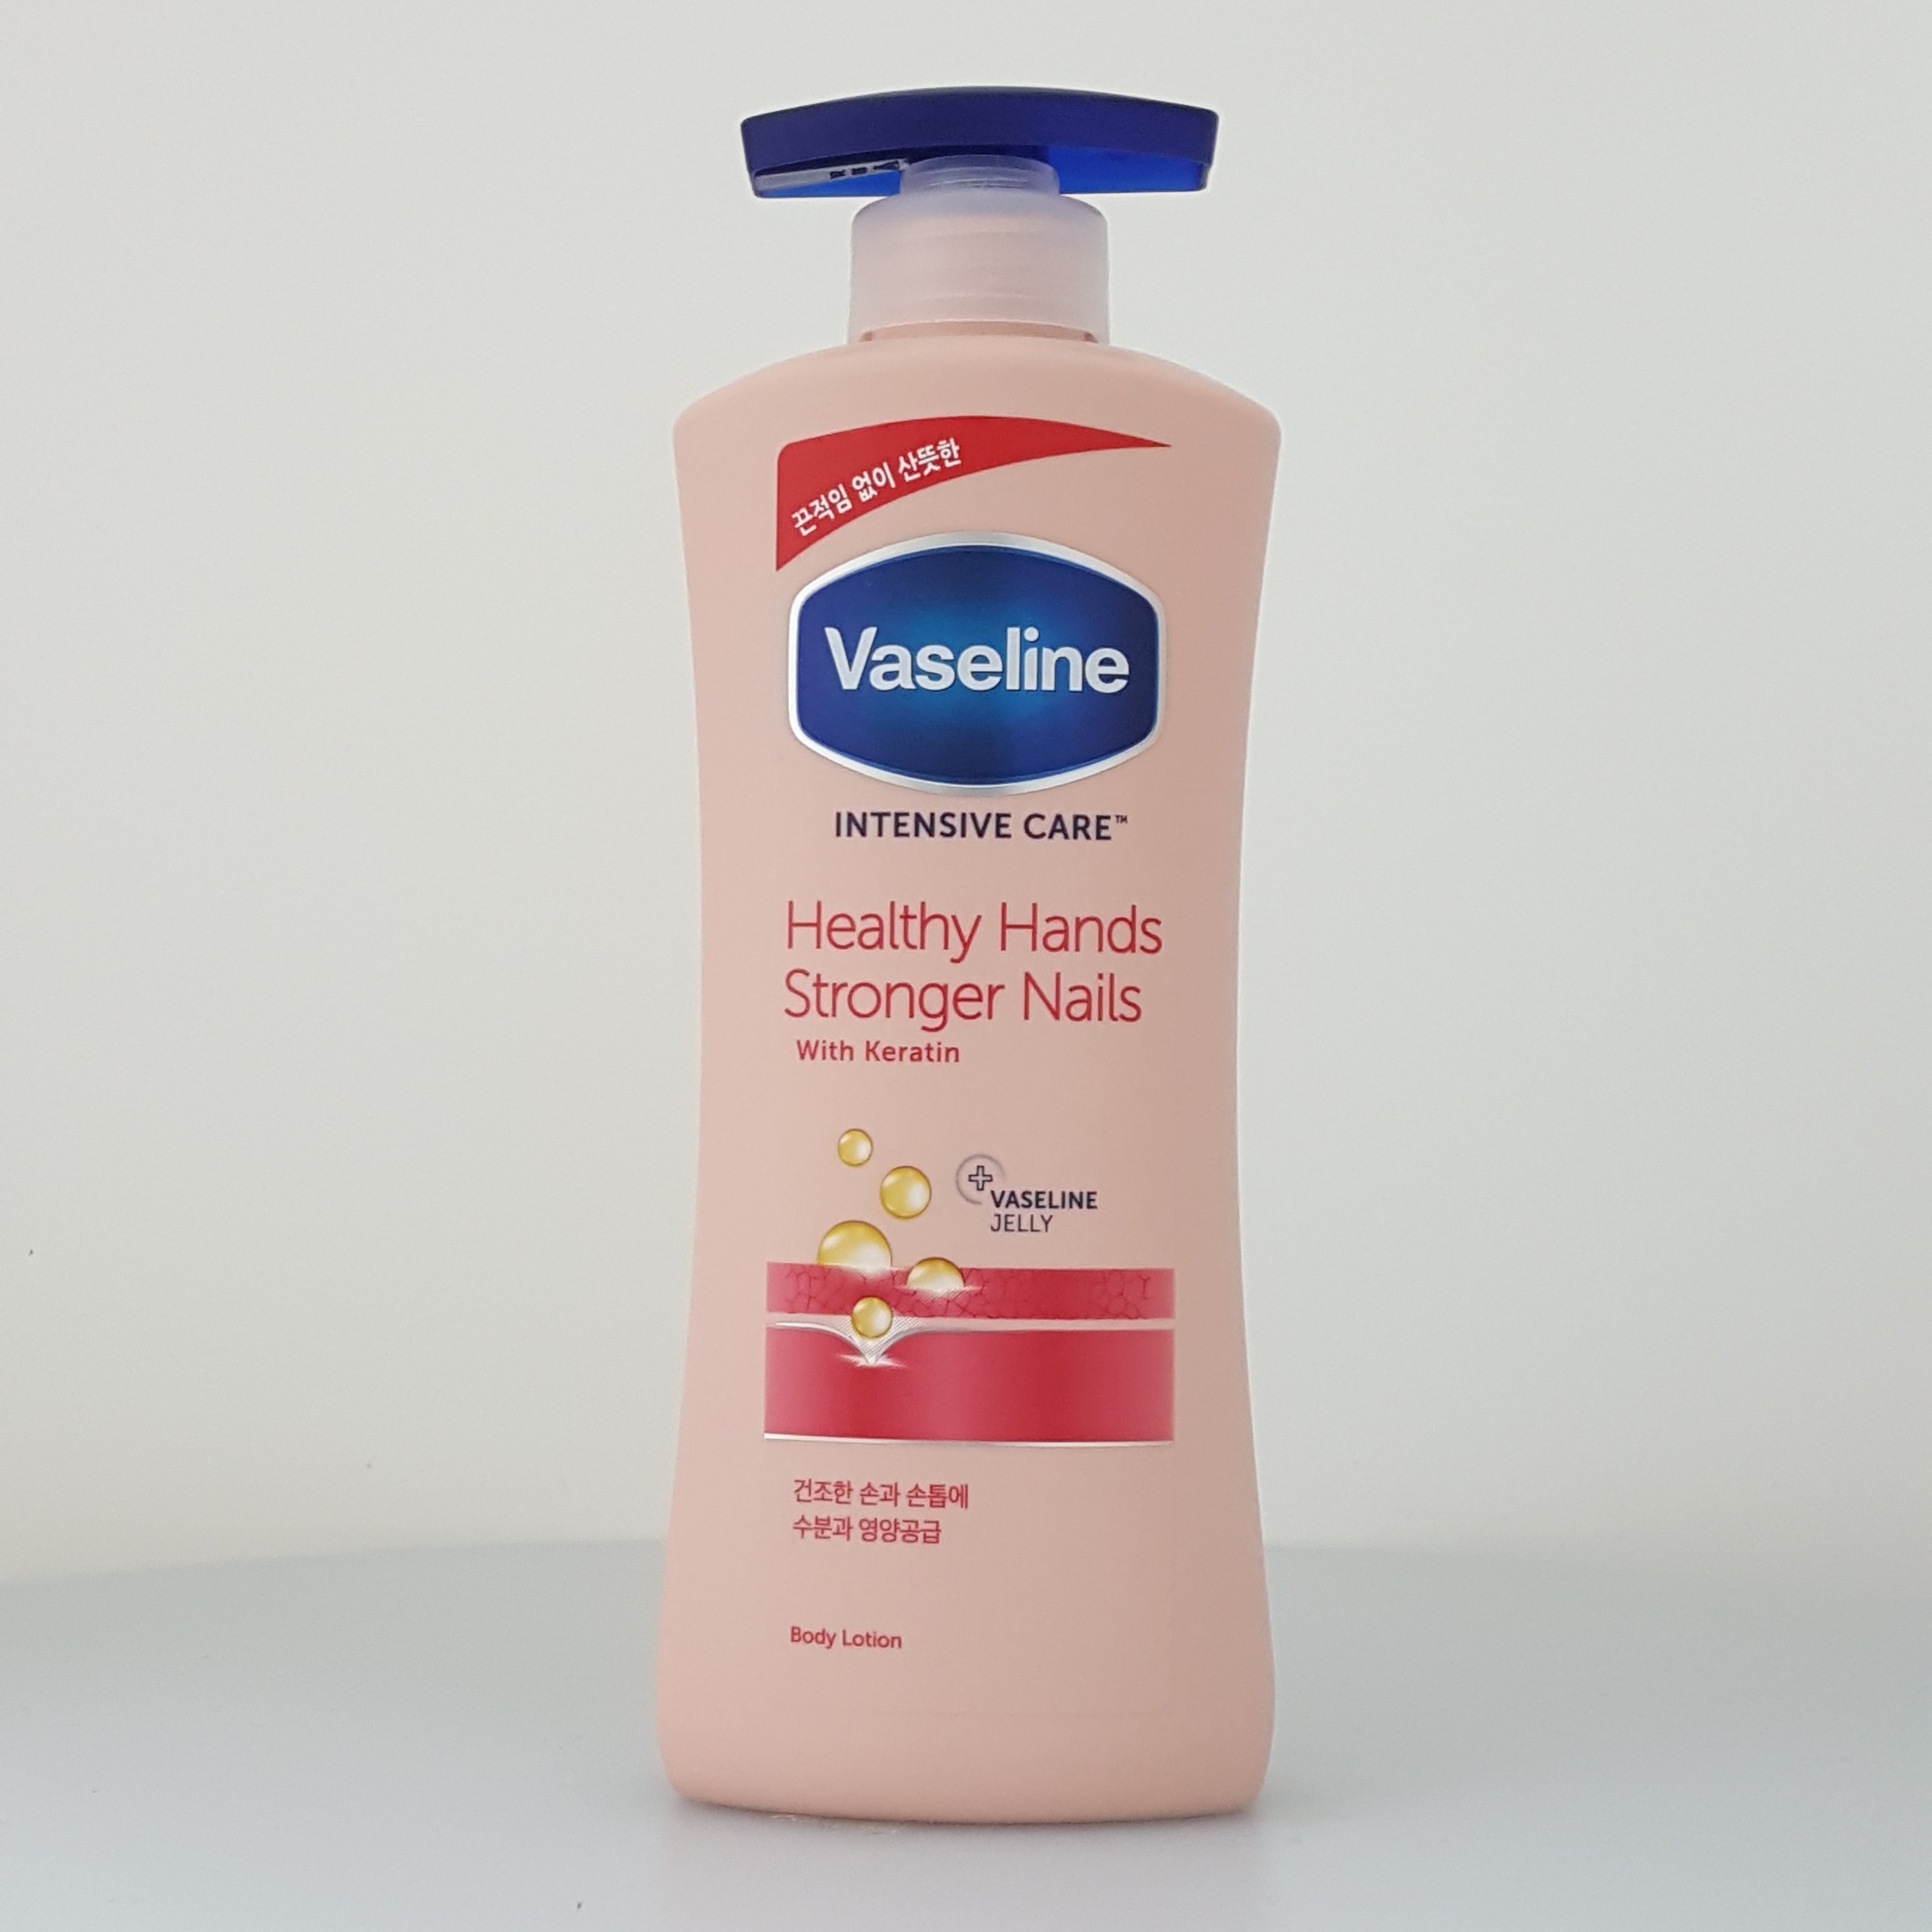 끈적임 없이 산뜻한
Vaseline
INTENSIVE CARE™
Healthy Hands
Stronger Nails
With Keratin
VASELINE
JELLY
건조한 손과 손톱에
수분과 영양공급
Body Lotion